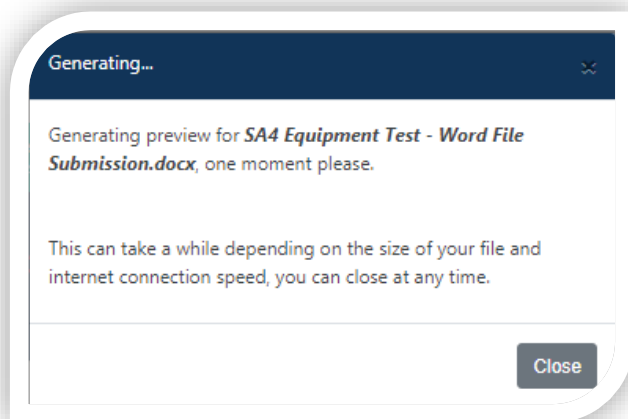 Generating...
Generating preview for SA4 Equipment Test - Word File
Submission.docx, one moment please.
This can take a while depending on the size of your file and
internet connection speed, you can close at any time.
Close